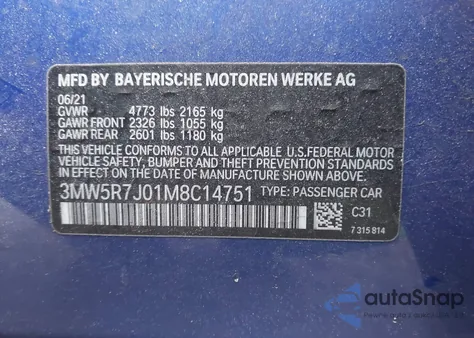 MFD BY BAYERISCHE MOTOREN WERKE AG
06/21
GVWR 4773 lbs 2165 kg
GAWR FRONT 2326 lbs 1055 kg
GAWR REAR 2601 lbs 1180 kg
THIS VEHICLE CONFORMS TO ALL APPLICABLE U.S.FEDERAL MOTOR
VEHICLE SAFETY, BUMPER AND THEFT PREVENTION STANDARDS
IN EFFECT ON THE DATE OF MANUFACTURE SHOWN ABOVE.
3MW5R7J01M8C14751 TYPE: PASSENGER CAR
C31
7 315 814
autoSnap